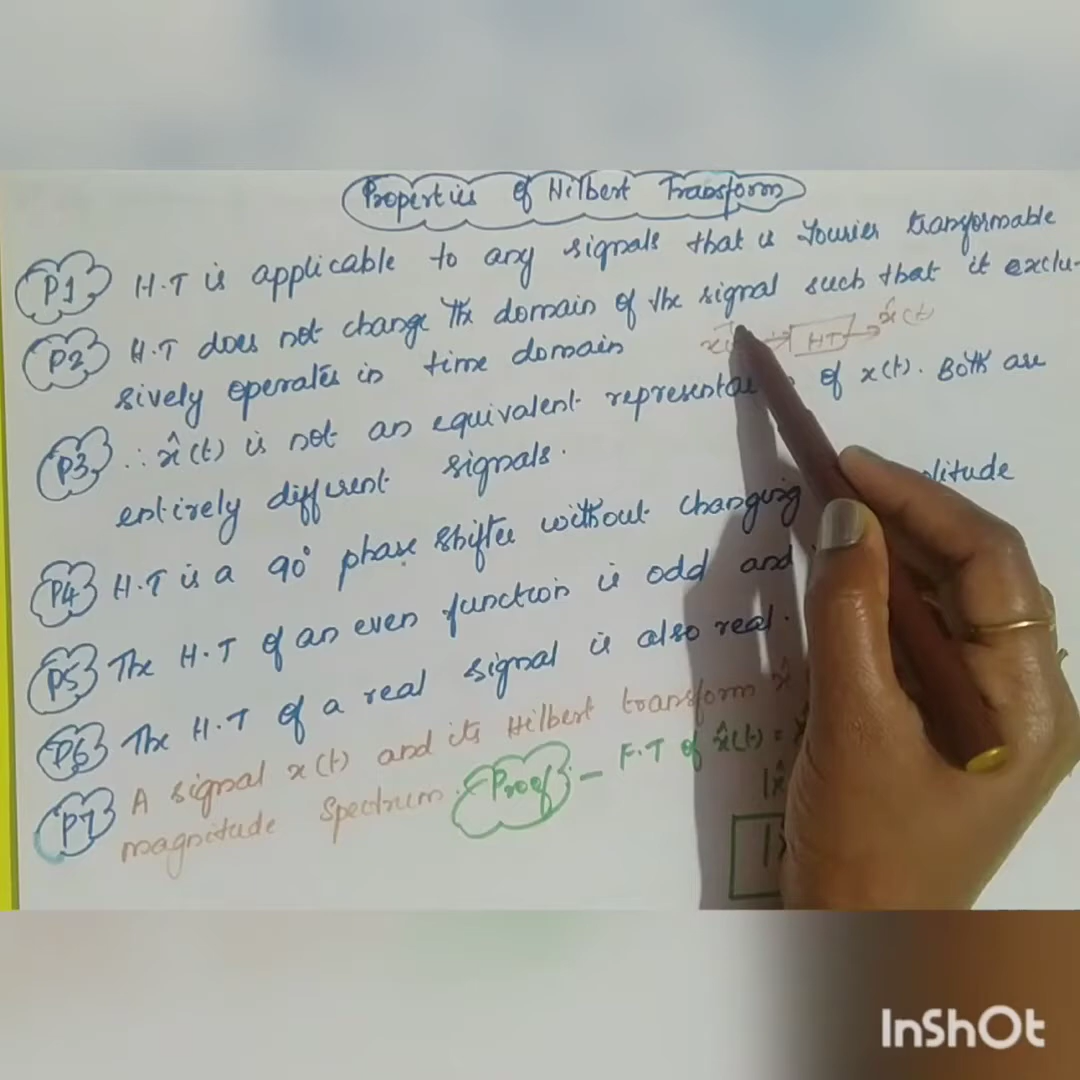 Properties of Hilbert Transform
P1 H.T is applicable to any signals that is Fourier transformable
P2 H.T does not change the domain of the signal such that it exclu-
sively operates in time domain
HT x̂(t)
P3 ∴ x̂(t) is not an equivalent of x(t). Both are
entirely different signals.
P4 H.T is a 90° phase shifter without changing
P5 The H.T of an even function is odd and
P6 The H.T of a real signal is also real.
P7 A signal x(t) and its Hilbert transform x̂
magnitude spectrum.
Proof:- F.T of x̂(t) =
InShOt